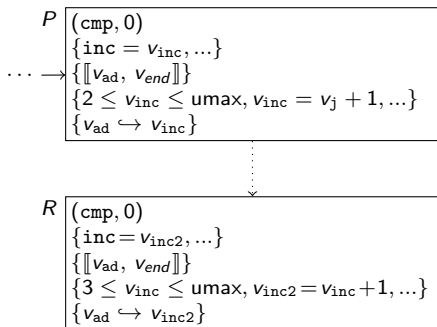 P
(cmp, 0)
{inc = v_inc, ...}
··· → {⟦v_ad, v_end⟧}
{2 ≤ v_inc ≤ umax, v_inc = v_j + 1, ...}
{v_ad ↪ v_inc}
R
(cmp, 0)
{inc = v_inc2, ...}
{⟦v_ad, v_end⟧}
{3 ≤ v_inc ≤ umax, v_inc2 = v_inc + 1, ...}
{v_ad ↪ v_inc2}